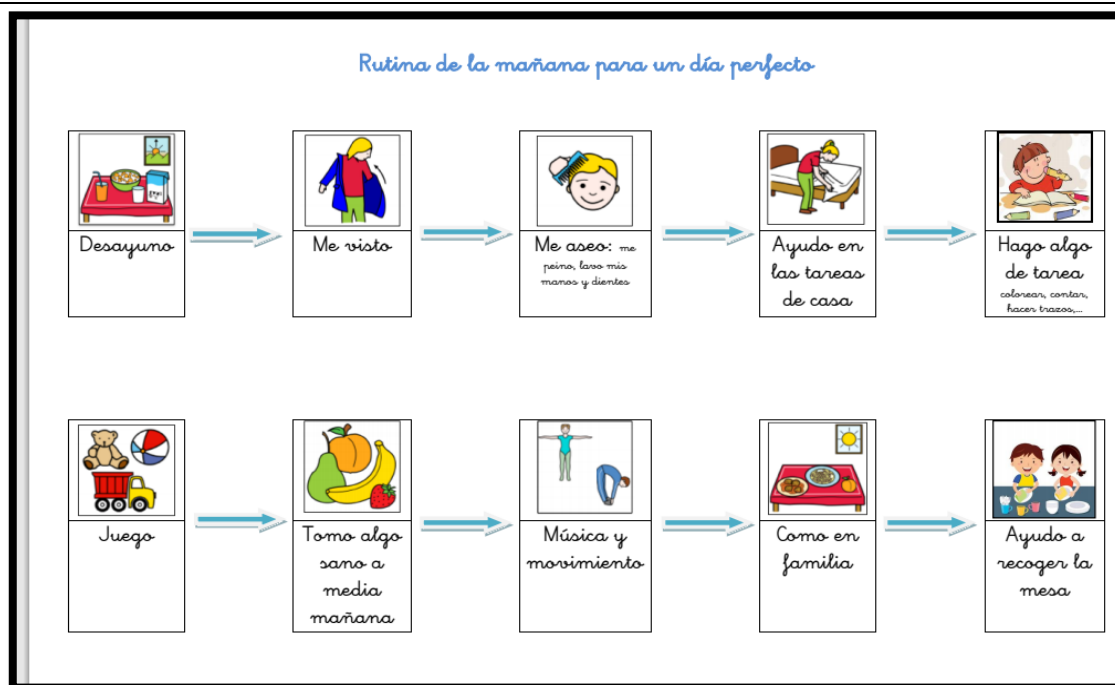 Rutina de la mañana para un día perfecto
Desayuno
Me visto
Me aseo: me
peino, lavo mis
manos y dientes
Ayudo en
las tareas
de casa
Hago algo
de tarea
colorear, contar,
hacer trazos,...
Juego
Tomo algo
sano a
media
mañana
Música y
movimiento
Como en
familia
Ayudo a
recoger la
mesa